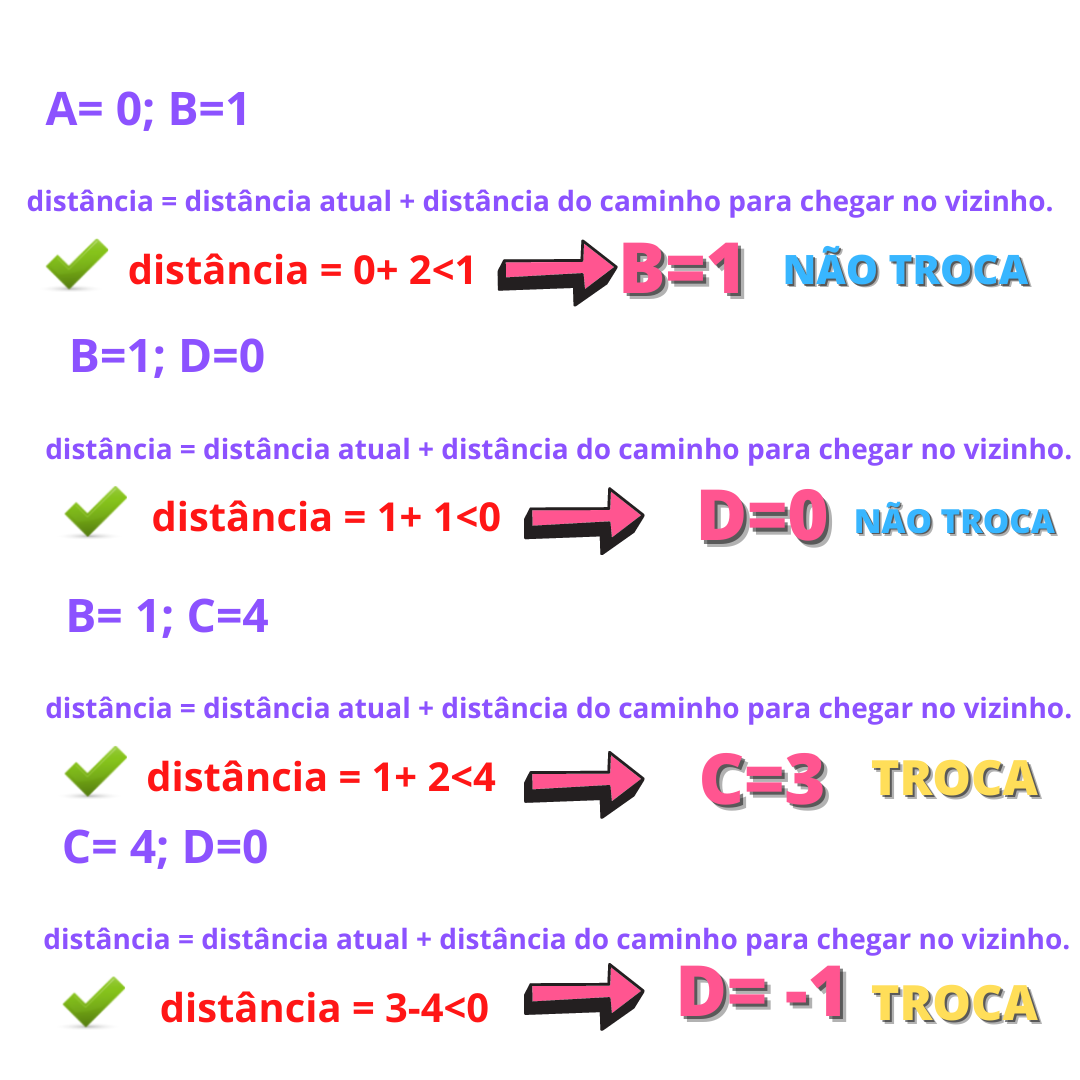 A= 0; B=1
distância = distância atual + distância do caminho para chegar no vizinho.
distância = 0+ 2<1 B=1 NÃO TROCA
B=1; D=0
distância = distância atual + distância do caminho para chegar no vizinho.
distância = 1+ 1<0 D=0 NÃO TROCA
B= 1; C=4
distância = distância atual + distância do caminho para chegar no vizinho.
distância = 1+ 2<4 C=3 TROCA
C= 4; D=0
distância = distância atual + distância do caminho para chegar no vizinho.
distância = 3-4<0 D= -1 TROCA